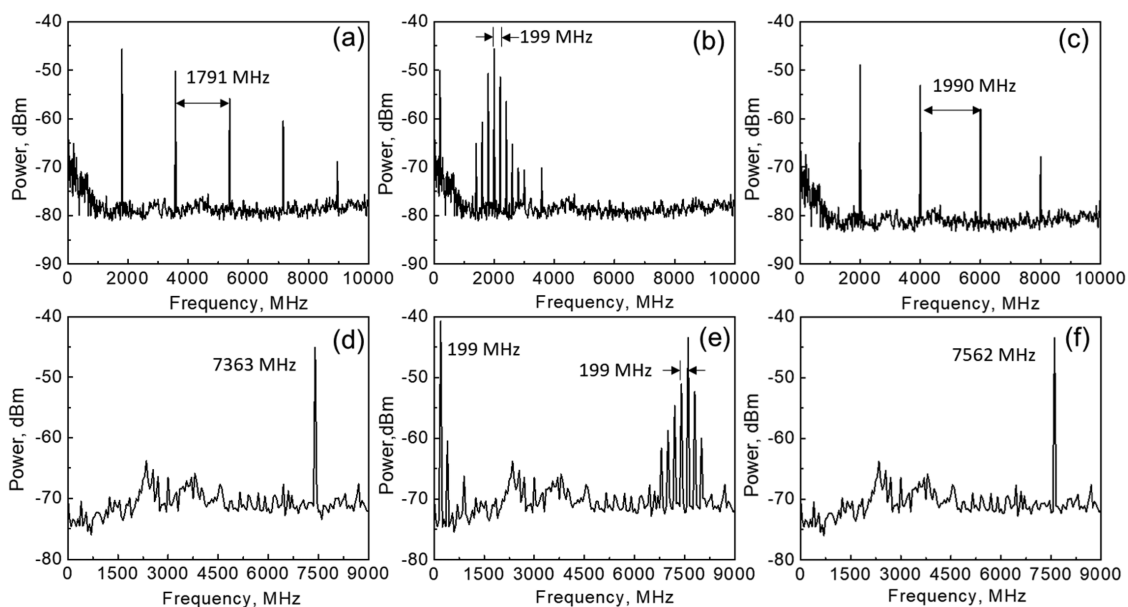 (a)
1791 MHz
Power, dBm
-40
-50
-60
-70
-80
-90
0 2000 4000 6000 8000 10000
Frequency, MHz
(b)
199 MHz
Power, dBm
-40
-50
-60
-70
-80
-90
0 2000 4000 6000 8000 10000
Frequency, MHz
(c)
1990 MHz
Power, dBm
-40
-50
-60
-70
-80
-90
0 2000 4000 6000 8000 10000
Frequency, MHz
(d)
7363 MHz
Power, dBm
-40
-50
-60
-70
-80
0 1500 3000 4500 6000 7500 9000
Frequency, MHz
(e)
199 MHz
199 MHz
Power,dBm
-40
-50
-60
-70
-80
0 1500 3000 4500 6000 7500 9000
Frequency, MHz
(f)
7562 MHz
Power, dBm
-40
-50
-60
-70
-80
0 1500 3000 4500 6000 7500 9000
Frequency, MHz